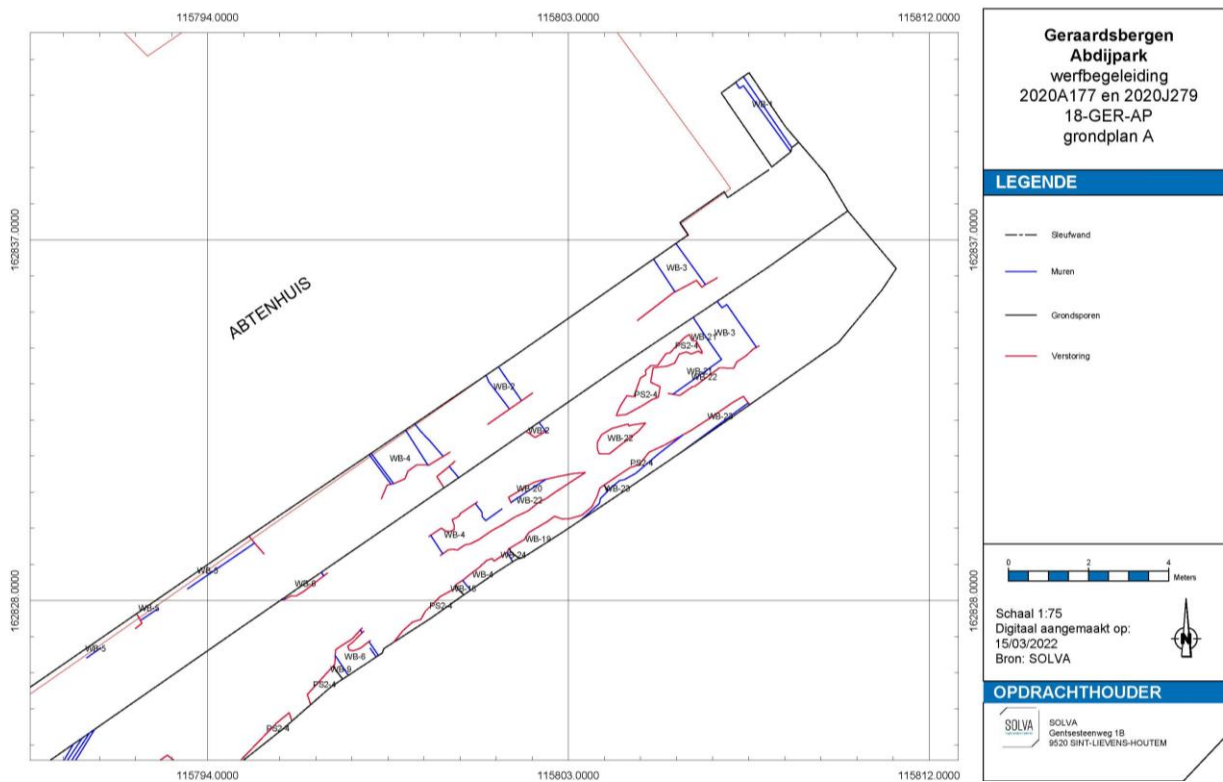 115794.0000
115803.0000
115812.0000
162837.0000
162837.0000
162828.0000
162828.0000
WB-1
ABTENHUIS
WB-3
WB-21
WB-3
PS2-4
WB-21
WB-22
PS2-4
WB-2
WB-23
WB-2
WB-22
WB-4
PS2-4
WB-20
WB-23
WB-22
WB-4
WB-19
WB-24
WB-5
WB-4
WB-6
WB-18
PS2-4
WB-5
WB-5
WB-6
WB-9
PS2-4
PS2-4
115794.0000
115803.0000
115812.0000
Geraardsbergen
Abdijpark
werfbegeleiding
2020A177 en 2020J279
18-GER-AP
grondplan A
LEGENDE
Sleufwand
Muren
Grondsporen
Verstoring
0 2 4
Meters
Schaal 1:75
Digitaal aangemaakt op:
15/03/2022
Bron: SOLVA
N
OPDRACHTHOUDER
SOLVA
SOLVA
Gentsesteenweg 1B
9520 SINT-LIEVENS-HOUTEM